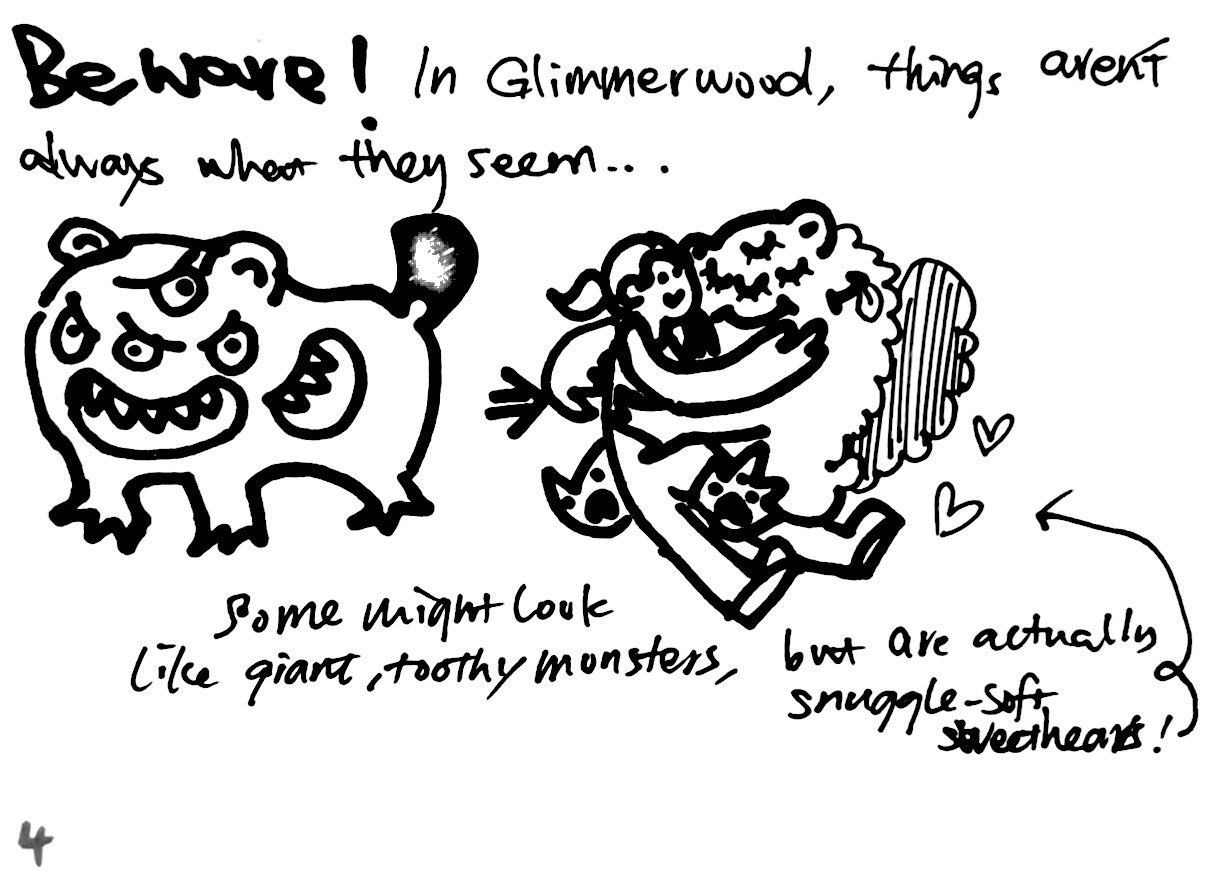 Beware! In Glimmerwood, things aren't
always what they seem...
Some might look
like giant, toothy monsters,
but are actually
snuggle-soft
sweethearts!
4